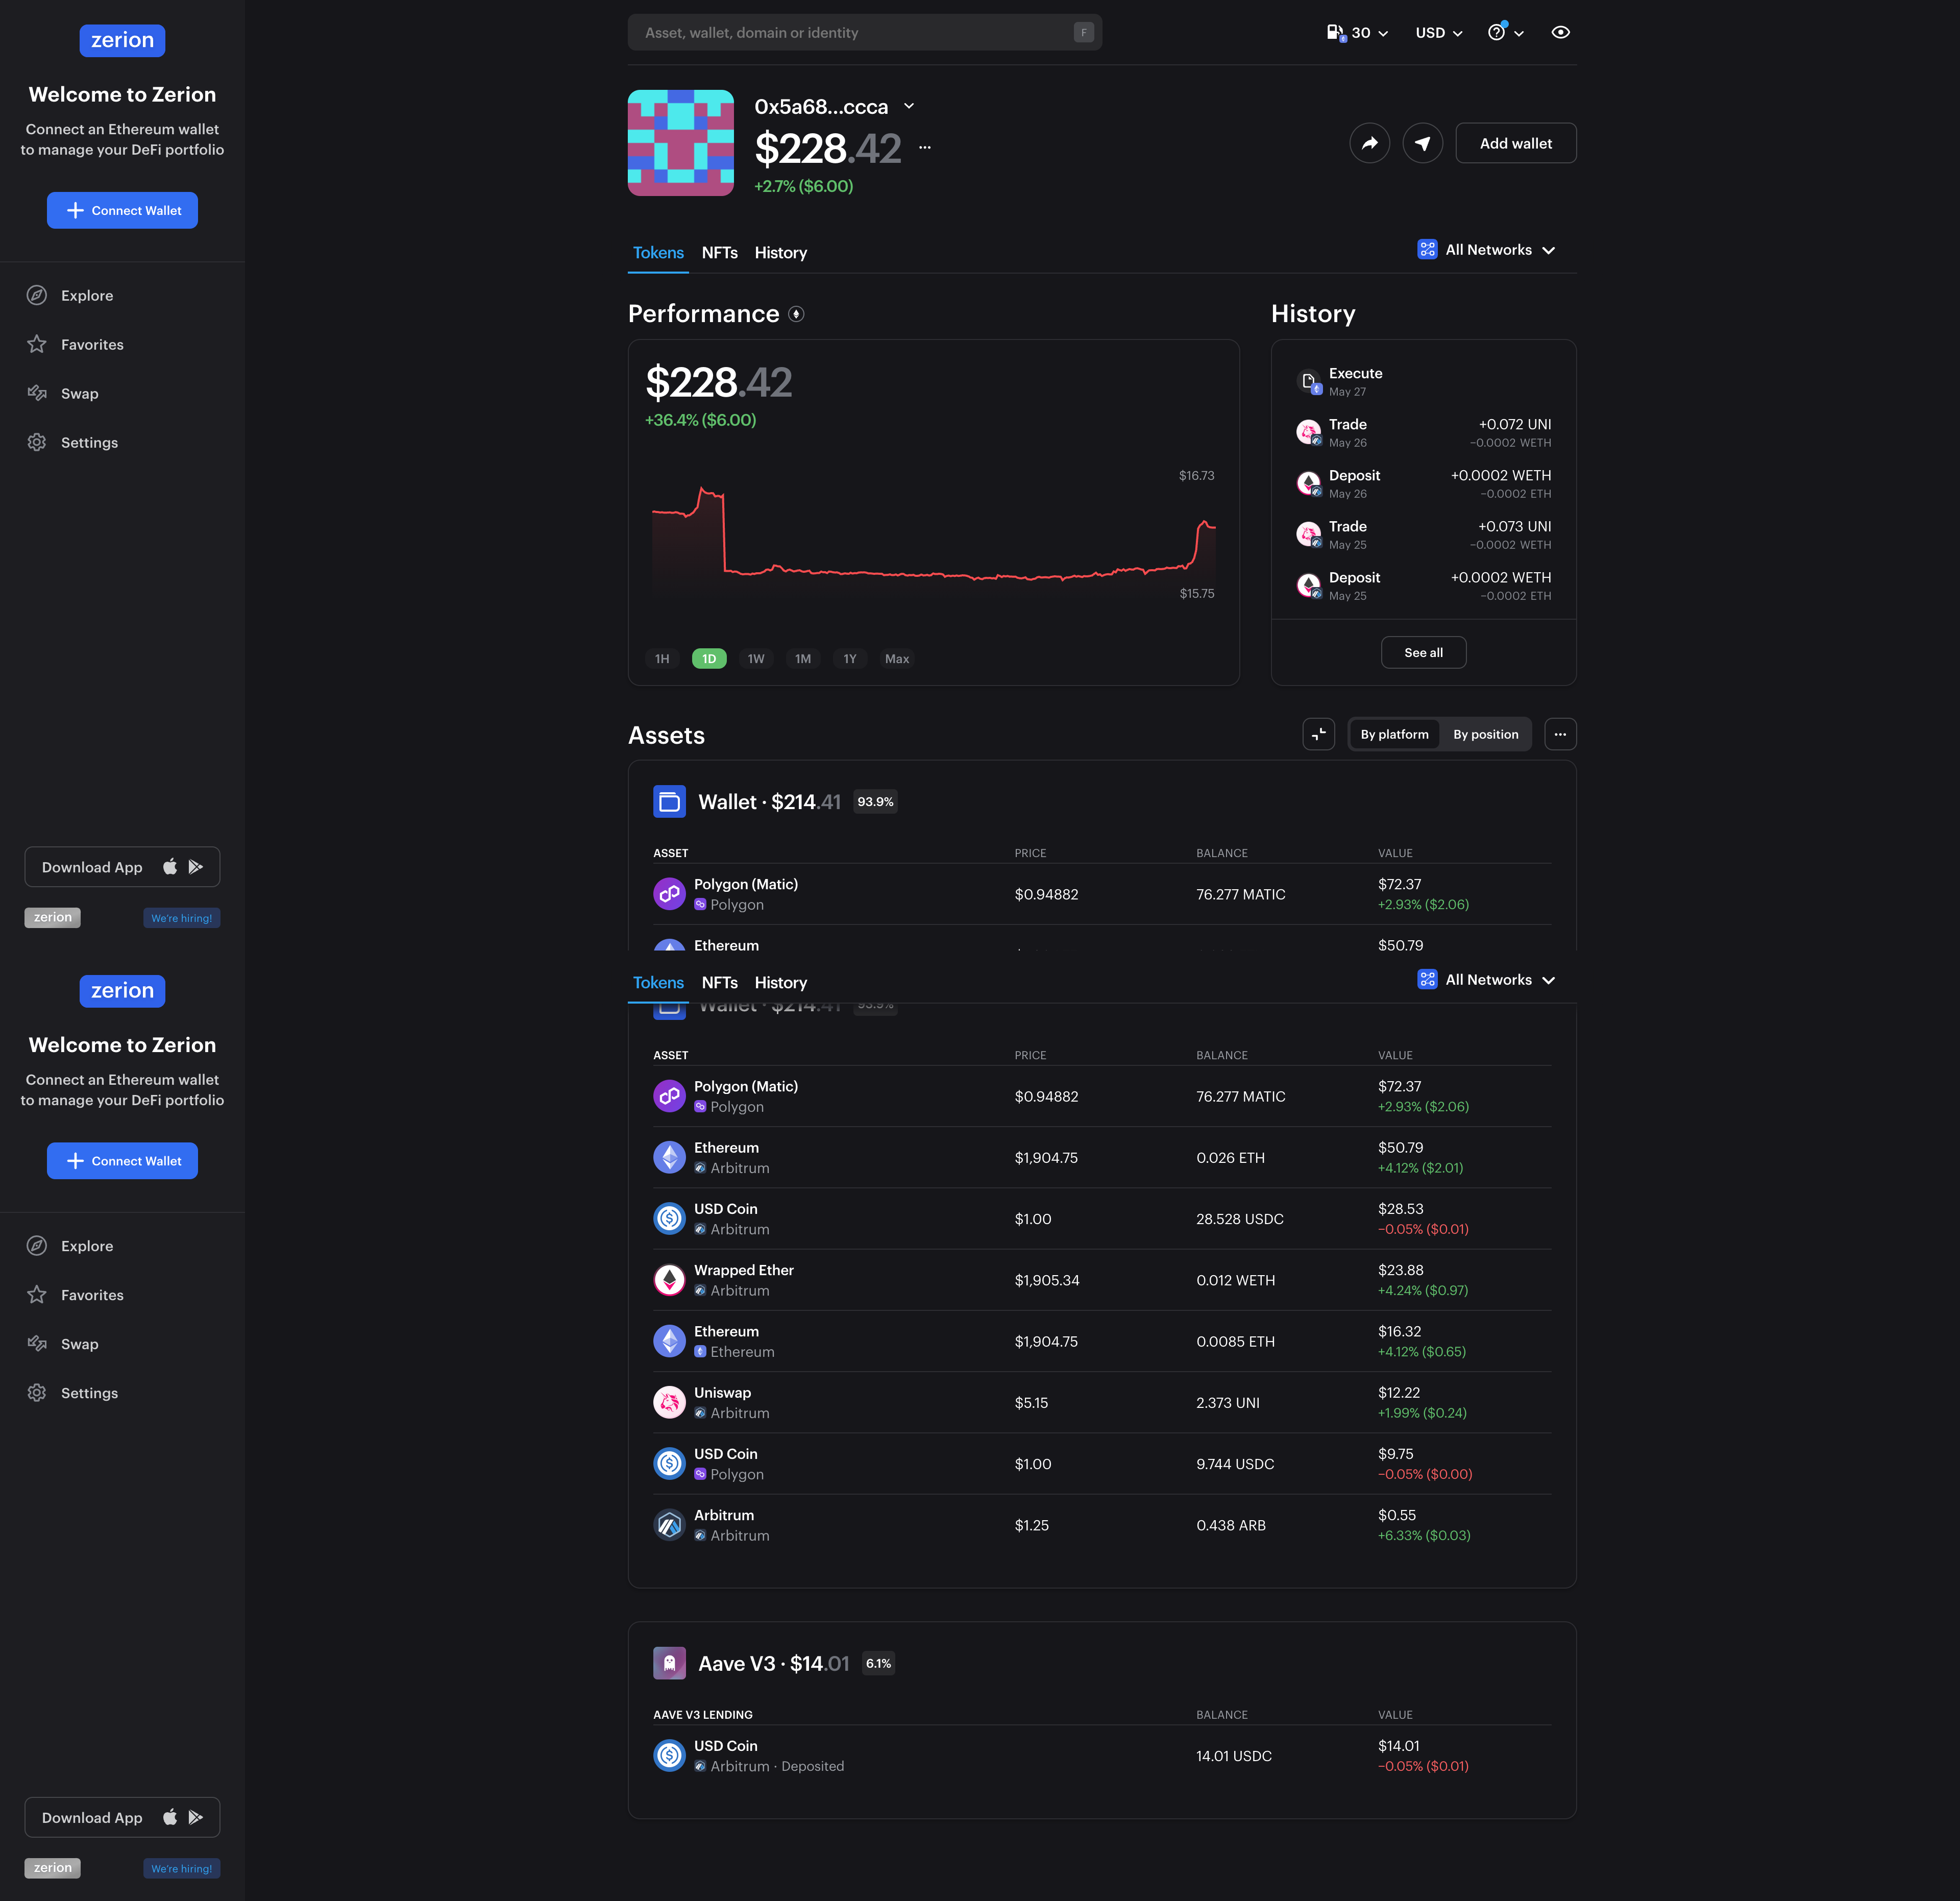 zerion
Welcome to Zerion
Connect an Ethereum wallet
to manage your DeFi portfolio
Connect Wallet
Explore
Favorites
Swap
Settings
Download App
zerion
We're hiring!
Asset, wallet, domain or identity
F
30
USD
0x5a68...ccca
$228.42
+2.7% ($6.00)
Add wallet
Tokens NFTs History
All Networks
Performance
$228.42
+36.4% ($6.00)
$16.73
$15.75
1H 1D 1W 1M 1Y Max
History
Execute
May 27
Trade +0.072 UNI
May 26 −0.0002 WETH
Deposit +0.0002 WETH
May 26 −0.0002 ETH
Trade +0.073 UNI
May 25 −0.0002 WETH
Deposit +0.0002 WETH
May 25 −0.0002 ETH
See all
Assets
By platform By position
Wallet · $214.41 93.9%
ASSET PRICE BALANCE VALUE
Polygon (Matic) $72.37
$0.94882 76.277 MATIC
Polygon +2.93% ($2.06)
Ethereum $50.79
zerion
Welcome to Zerion
Connect an Ethereum wallet
to manage your DeFi portfolio
Connect Wallet
Explore
Favorites
Swap
Settings
Download App
zerion
We're hiring!
Tokens NFTs History
All Networks
Wallet · $214.41 93.9%
ASSET PRICE BALANCE VALUE
Polygon (Matic) $72.37
$0.94882 76.277 MATIC
Polygon +2.93% ($2.06)
Ethereum $50.79
$1,904.75 0.026 ETH
Arbitrum +4.12% ($2.01)
USD Coin $28.53
$1.00 28.528 USDC
Arbitrum −0.05% ($0.01)
Wrapped Ether $23.88
$1,905.34 0.012 WETH
Arbitrum +4.24% ($0.97)
Ethereum $16.32
$1,904.75 0.0085 ETH
Ethereum +4.12% ($0.65)
Uniswap $12.22
$5.15 2.373 UNI
Arbitrum +1.99% ($0.24)
USD Coin $9.75
$1.00 9.744 USDC
Polygon −0.05% ($0.00)
Arbitrum $0.55
$1.25 0.438 ARB
Arbitrum +6.33% ($0.03)
Aave V3 · $14.01 6.1%
AAVE V3 LENDING BALANCE VALUE
USD Coin $14.01
14.01 USDC
Arbitrum · Deposited −0.05% ($0.01)